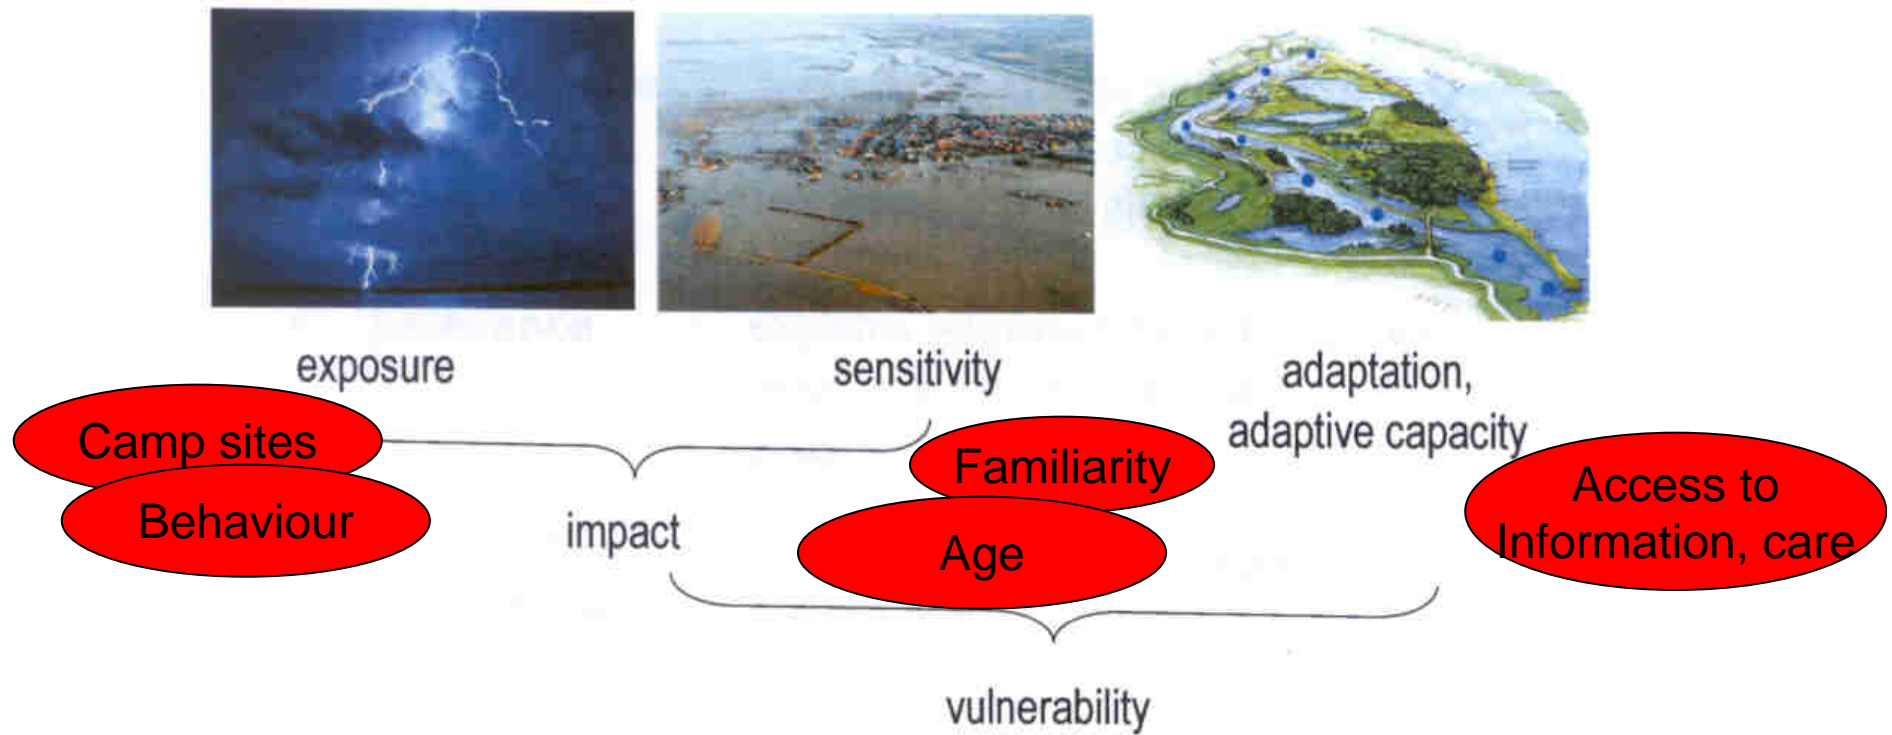 exposure
sensitivity
adaptation,
adaptive capacity
Camp sites
Behaviour
Familiarity
Age
Access to
Information, care
impact
vulnerability